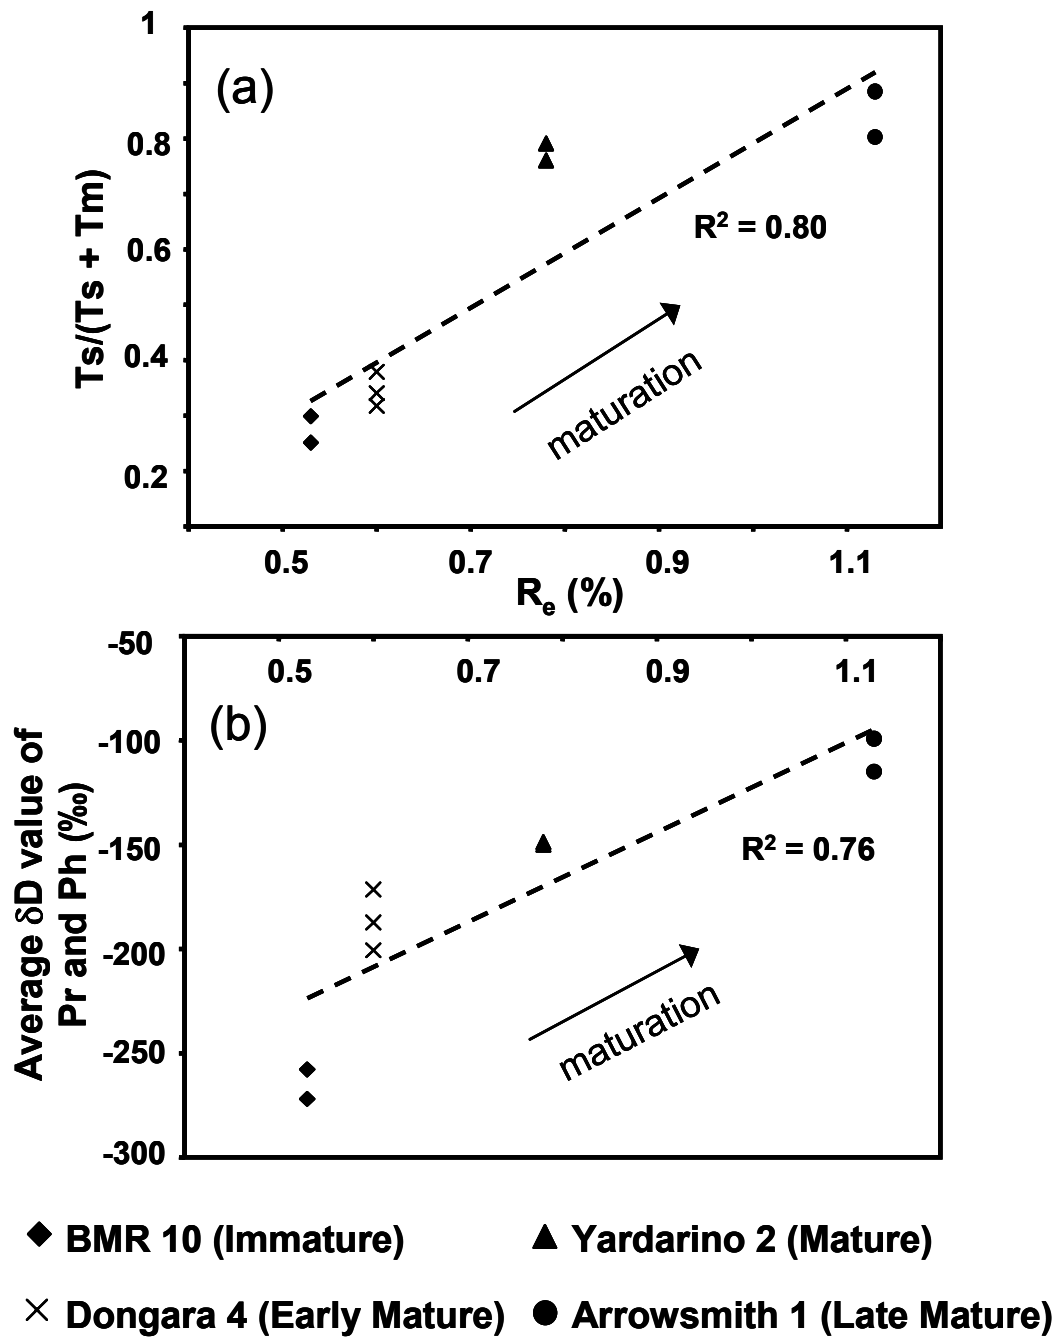 1
(a)
0.8
Ts/(Ts + Tm)
0.6
R² = 0.80
0.4
maturation
0.2
0.5 0.7 0.9 1.1
Rₑ (%)
-50
0.5 0.7 0.9 1.1
(b)
-100
Average δD value of
Pr and Ph (‰)
-150
R² = 0.76
-200
maturation
-250
-300
BMR 10 (Immature)
Yardarino 2 (Mature)
Dongara 4 (Early Mature)
Arrowsmith 1 (Late Mature)